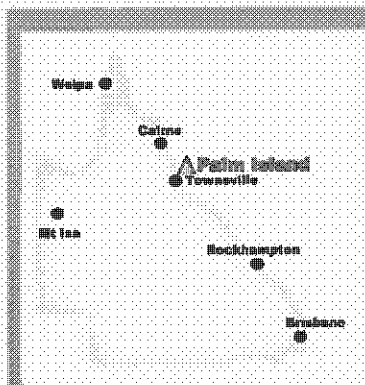 Weipa
Cairns
Palm Island
Townsville
Mt Isa
Rockhampton
Brisbane